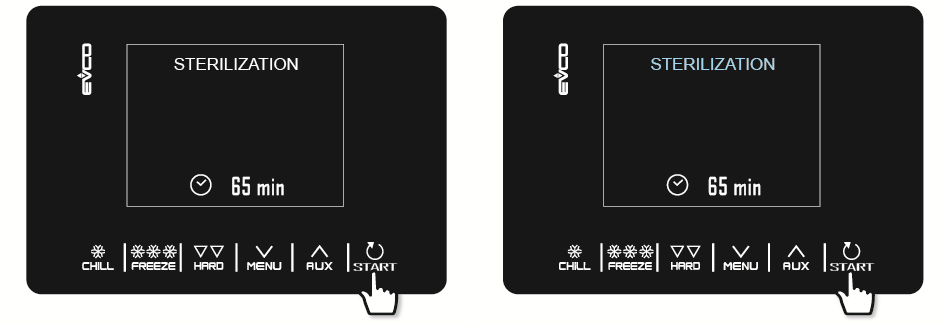 EVCO
STERILIZATION
65 min
CHILL FREEZE HARD MENU AUX START
EVCO
STERILIZATION
65 min
CHILL FREEZE HARD MENU AUX START